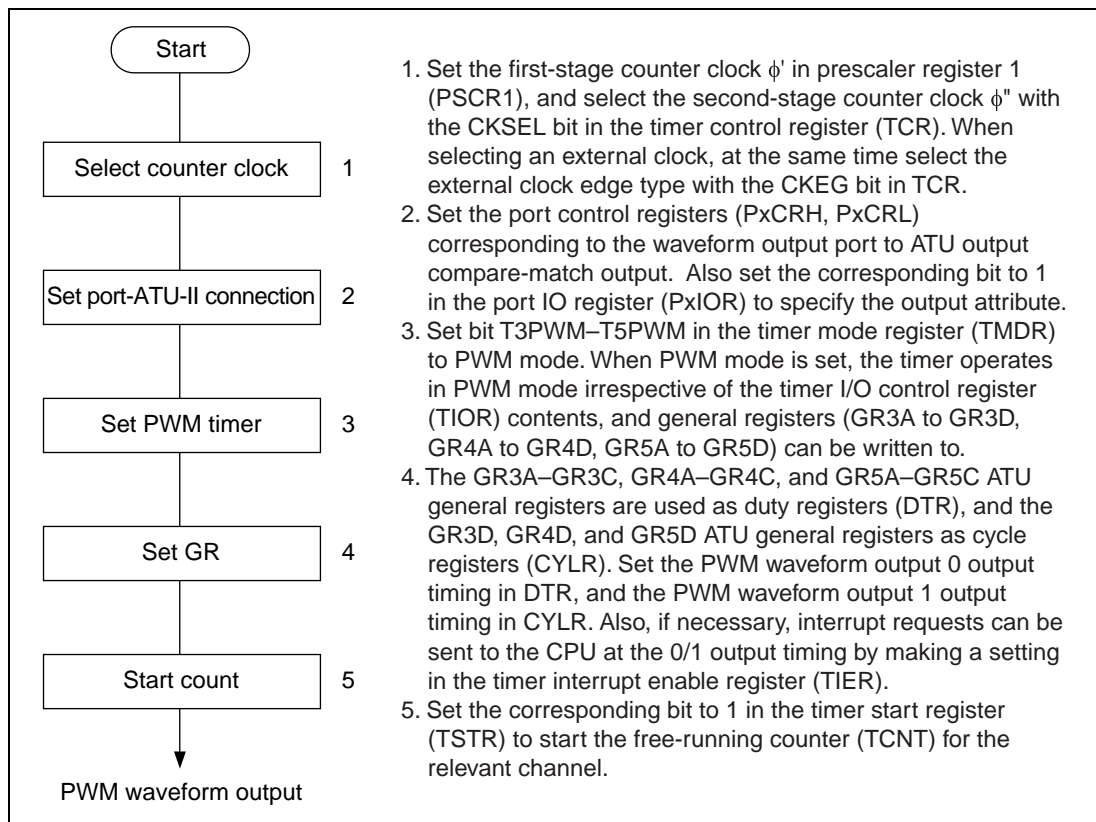 Start
Select counter clock 1
Set port-ATU-II connection 2
Set PWM timer 3
Set GR 4
Start count 5
PWM waveform output
1. Set the first-stage counter clock ϕ' in prescaler register 1
(PSCR1), and select the second-stage counter clock ϕ" with
the CKSEL bit in the timer control register (TCR). When
selecting an external clock, at the same time select the
external clock edge type with the CKEG bit in TCR.
2. Set the port control registers (PxCRH, PxCRL)
corresponding to the waveform output port to ATU output
compare-match output. Also set the corresponding bit to 1
in the port IO register (PxIOR) to specify the output attribute.
3. Set bit T3PWM–T5PWM in the timer mode register (TMDR)
to PWM mode. When PWM mode is set, the timer operates
in PWM mode irrespective of the timer I/O control register
(TIOR) contents, and general registers (GR3A to GR3D,
GR4A to GR4D, GR5A to GR5D) can be written to.
4. The GR3A–GR3C, GR4A–GR4C, and GR5A–GR5C ATU
general registers are used as duty registers (DTR), and the
GR3D, GR4D, and GR5D ATU general registers as cycle
registers (CYLR). Set the PWM waveform output 0 output
timing in DTR, and the PWM waveform output 1 output
timing in CYLR. Also, if necessary, interrupt requests can be
sent to the CPU at the 0/1 output timing by making a setting
in the timer interrupt enable register (TIER).
5. Set the corresponding bit to 1 in the timer start register
(TSTR) to start the free-running counter (TCNT) for the
relevant channel.